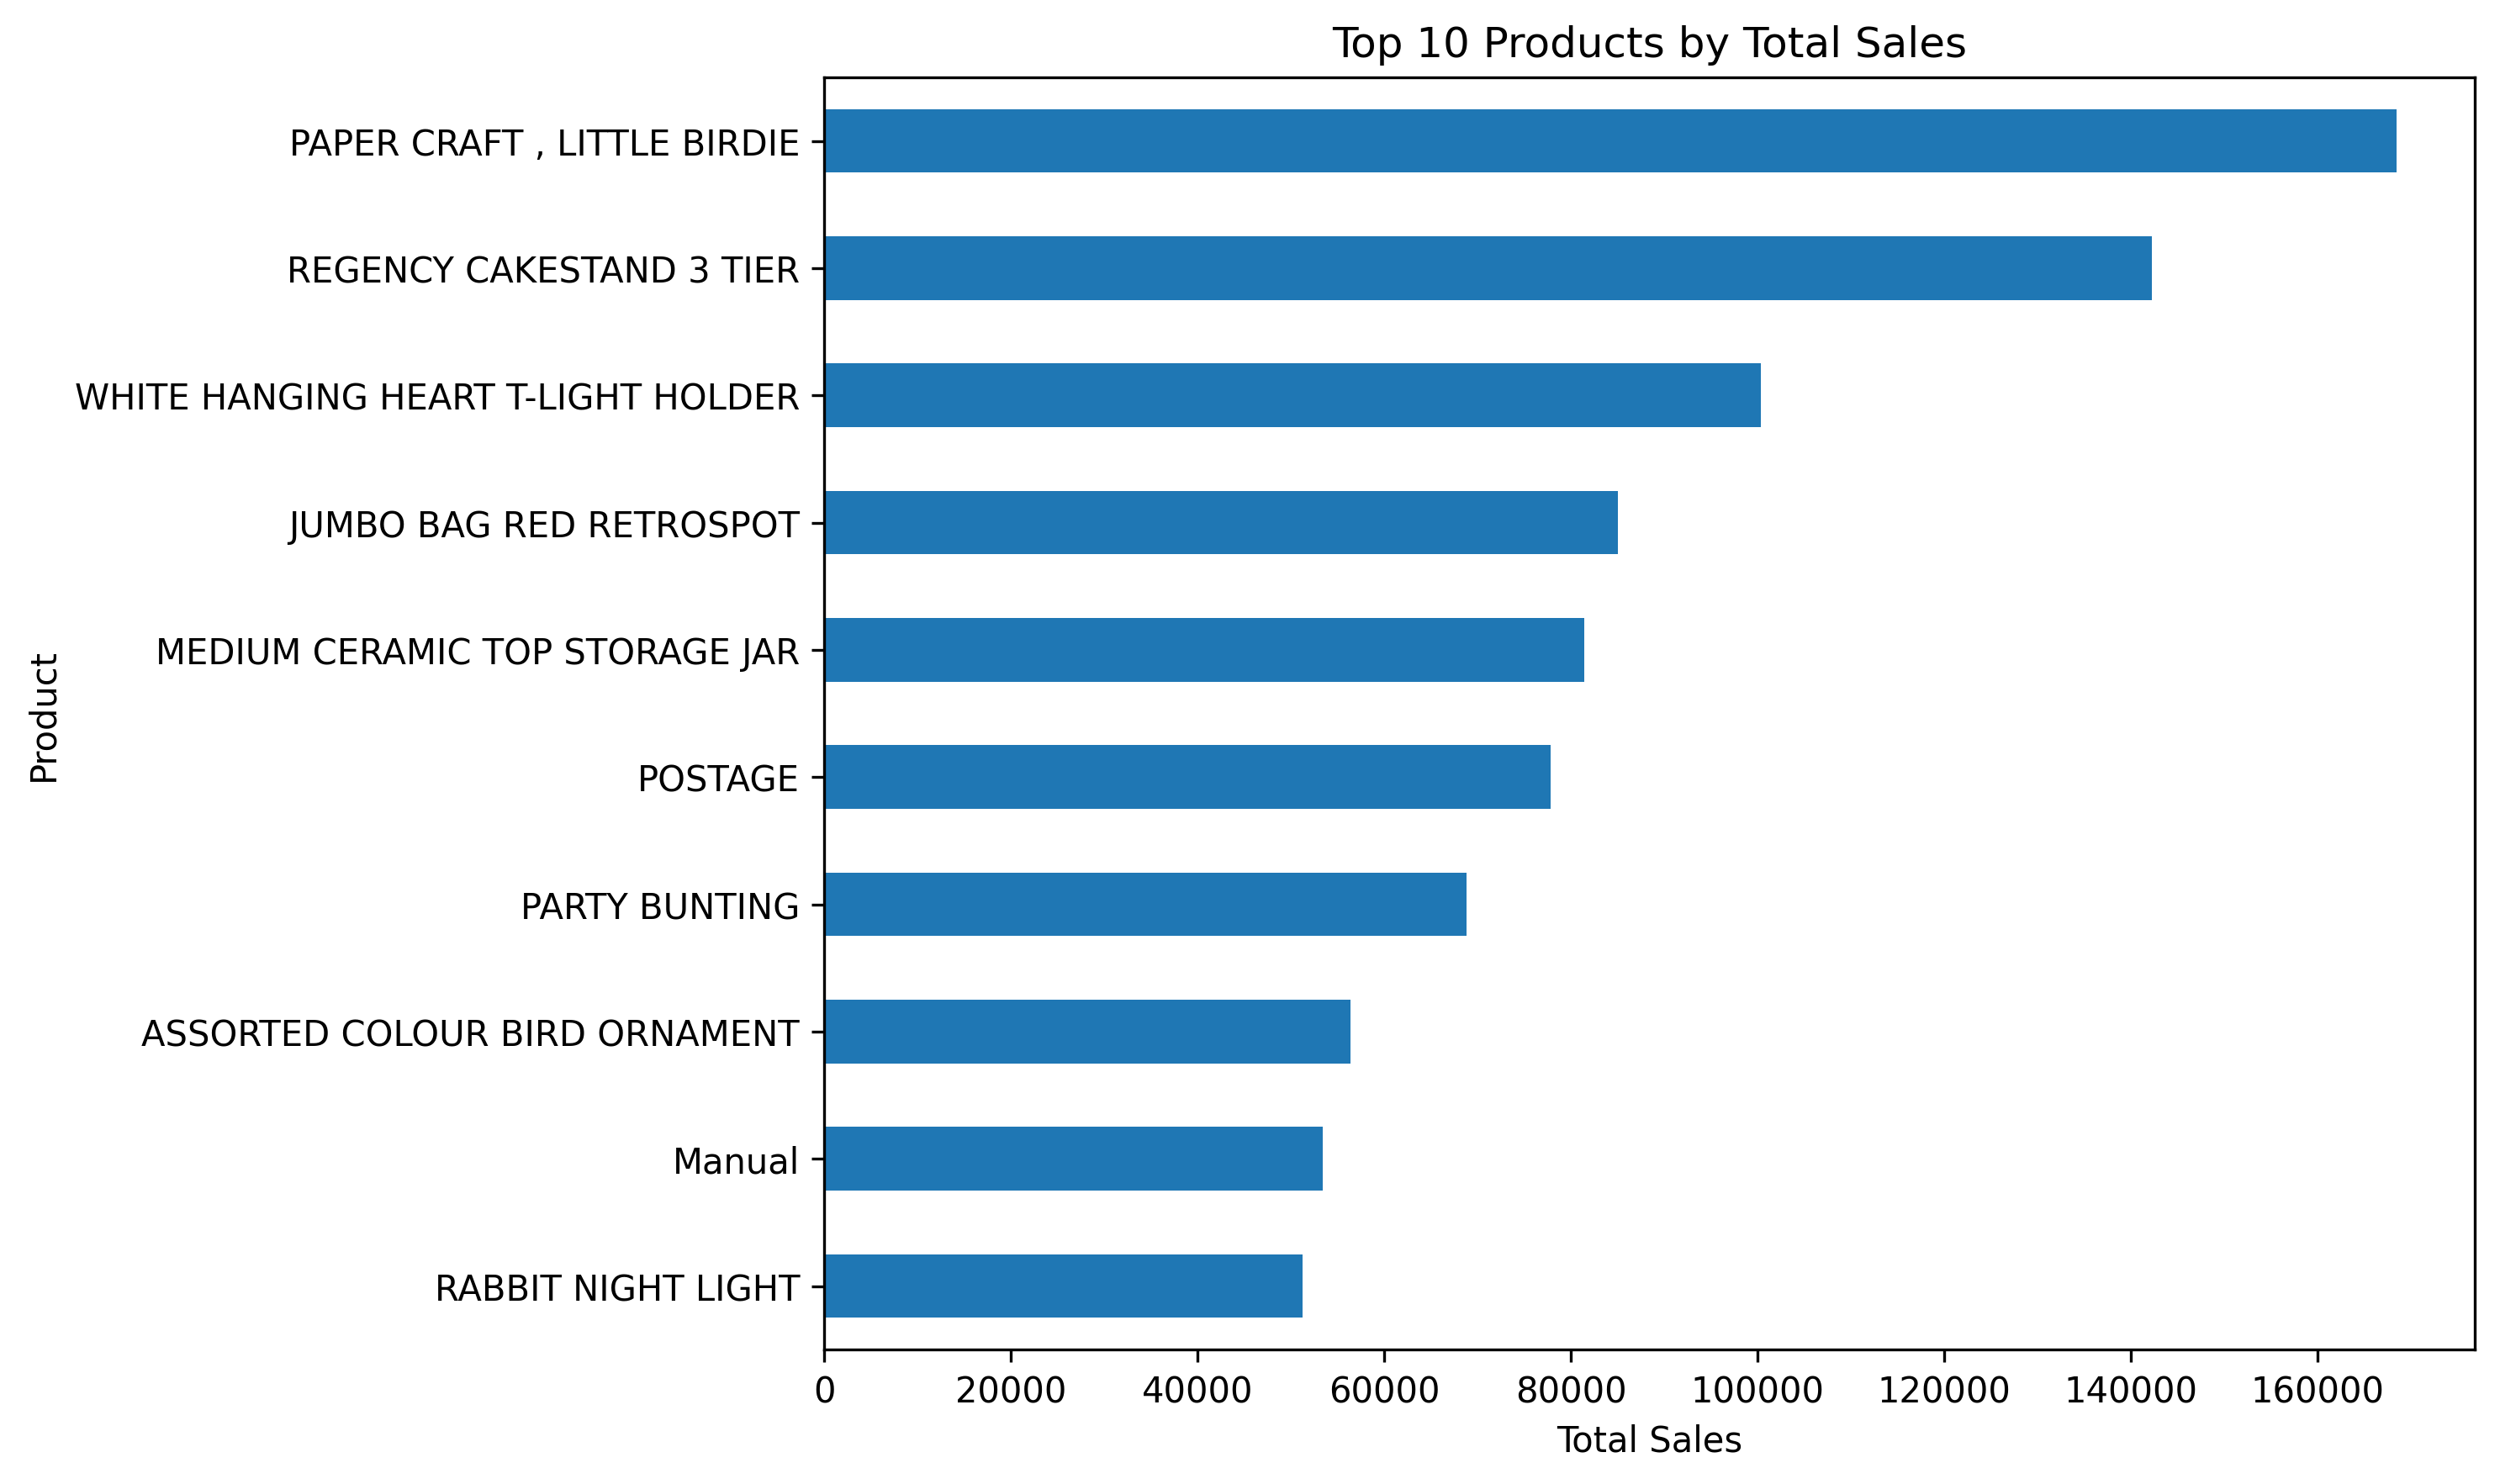 Top 10 Products by Total Sales
PAPER CRAFT , LITTLE BIRDIE
REGENCY CAKESTAND 3 TIER
WHITE HANGING HEART T-LIGHT HOLDER
JUMBO BAG RED RETROSPOT
MEDIUM CERAMIC TOP STORAGE JAR
POSTAGE
PARTY BUNTING
ASSORTED COLOUR BIRD ORNAMENT
Manual
RABBIT NIGHT LIGHT
Product
0 20000 40000 60000 80000 100000 120000 140000 160000
Total Sales